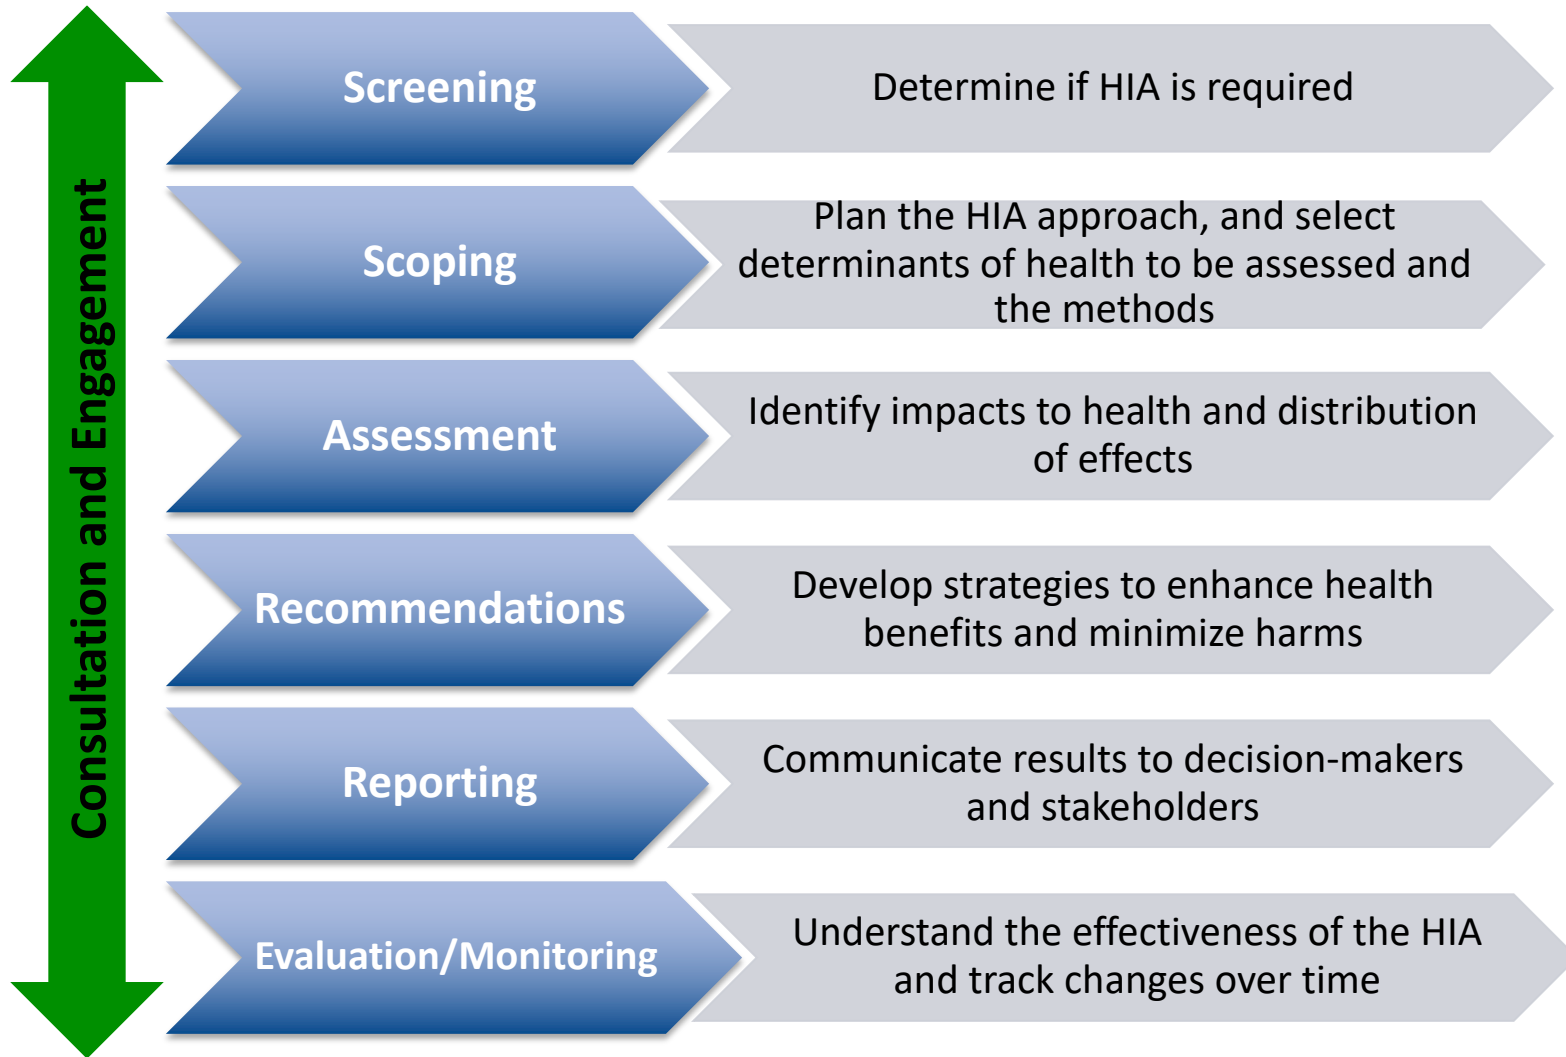 Consultation and Engagement
Screening
Determine if HIA is required
Scoping
Plan the HIA approach, and select
determinants of health to be assessed and
the methods
Assessment
Identify impacts to health and distribution
of effects
Recommendations
Develop strategies to enhance health
benefits and minimize harms
Reporting
Communicate results to decision-makers
and stakeholders
Evaluation/Monitoring
Understand the effectiveness of the HIA
and track changes over time